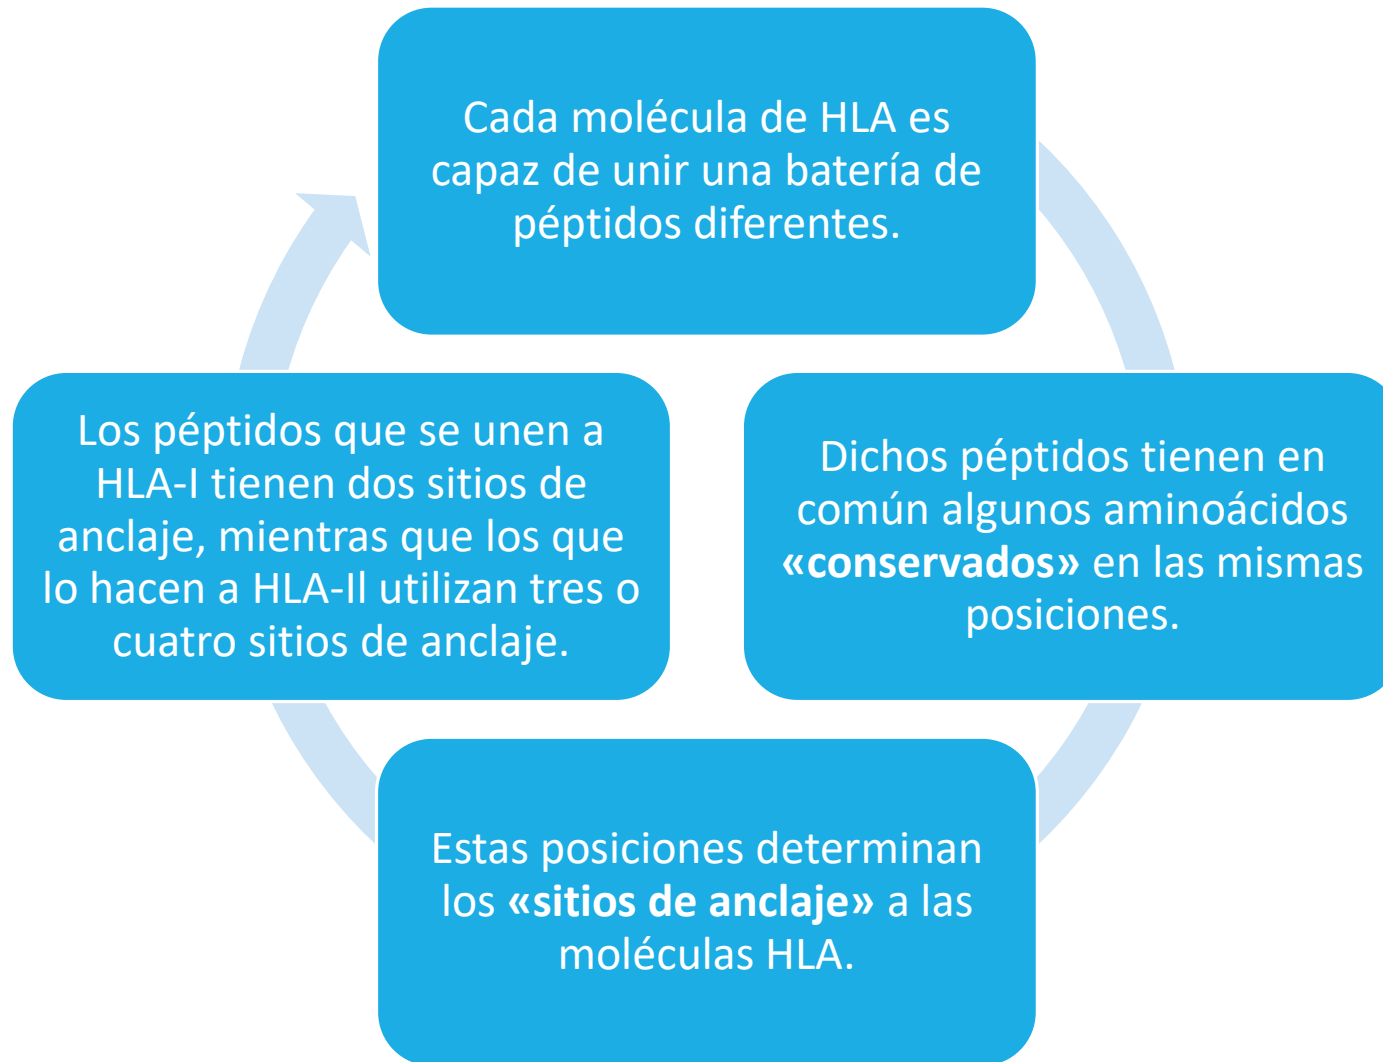 Cada molécula de HLA es
capaz de unir una batería de
péptidos diferentes.
Dichos péptidos tienen en
común algunos aminoácidos
«conservados» en las mismas
posiciones.
Estas posiciones determinan
los «sitios de anclaje» a las
moléculas HLA.
Los péptidos que se unen a
HLA-I tienen dos sitios de
anclaje, mientras que los que
lo hacen a HLA-Il utilizan tres o
cuatro sitios de anclaje.